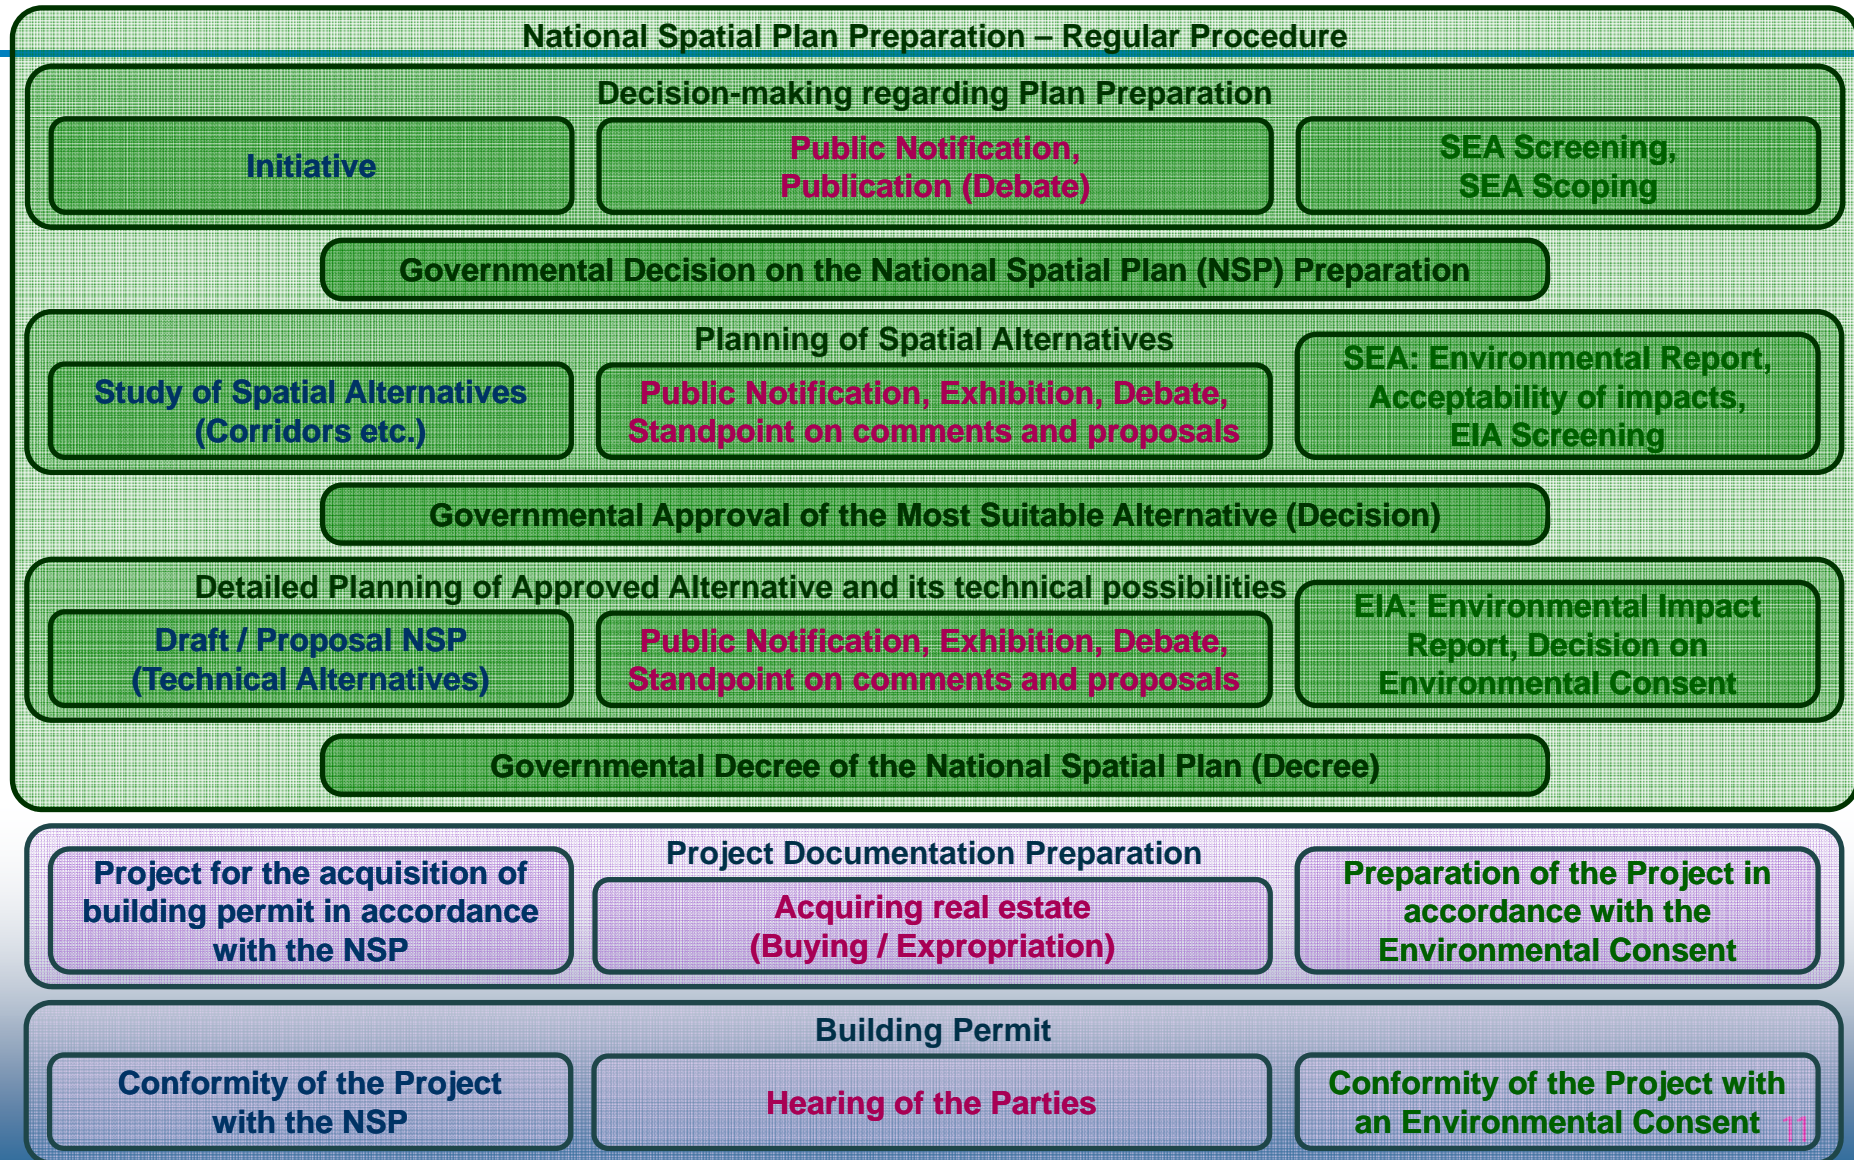 National Spatial Plan Preparation – Regular Procedure
Decision-making regarding Plan Preparation
Initiative
Public Notification,
Publication (Debate)
SEA Screening,
SEA Scoping
Governmental Decision on the National Spatial Plan (NSP) Preparation
Planning of Spatial Alternatives
Study of Spatial Alternatives
(Corridors etc.)
Public Notification, Exhibition, Debate,
Standpoint on comments and proposals
SEA: Environmental Report,
Acceptability of impacts,
EIA Screening
Governmental Approval of the Most Suitable Alternative (Decision)
Detailed Planning of Approved Alternative and its technical possibilities
Draft / Proposal NSP
(Technical Alternatives)
Public Notification, Exhibition, Debate,
Standpoint on comments and proposals
EIA: Environmental Impact
Report, Decision on
Environmental Consent
Governmental Decree of the National Spatial Plan (Decree)
Project Documentation Preparation
Project for the acquisition of
building permit in accordance
with the NSP
Acquiring real estate
(Buying / Expropriation)
Preparation of the Project in
accordance with the
Environmental Consent
Building Permit
Conformity of the Project
with the NSP
Hearing of the Parties
Conformity of the Project with
an Environmental Consent
11